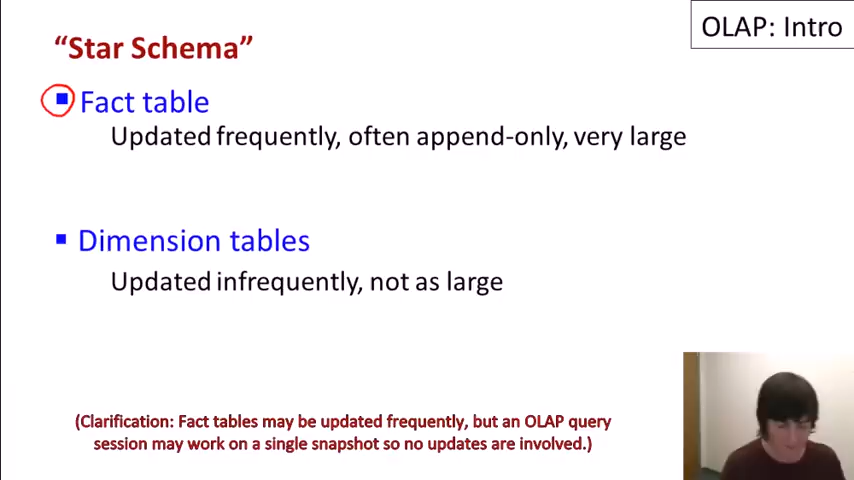 OLAP: Intro
“Star Schema”
▪ Fact table
Updated frequently, often append-only, very large
▪ Dimension tables
Updated infrequently, not as large
(Clarification: Fact tables may be updated frequently, but an OLAP query
session may work on a single snapshot so no updates are involved.)